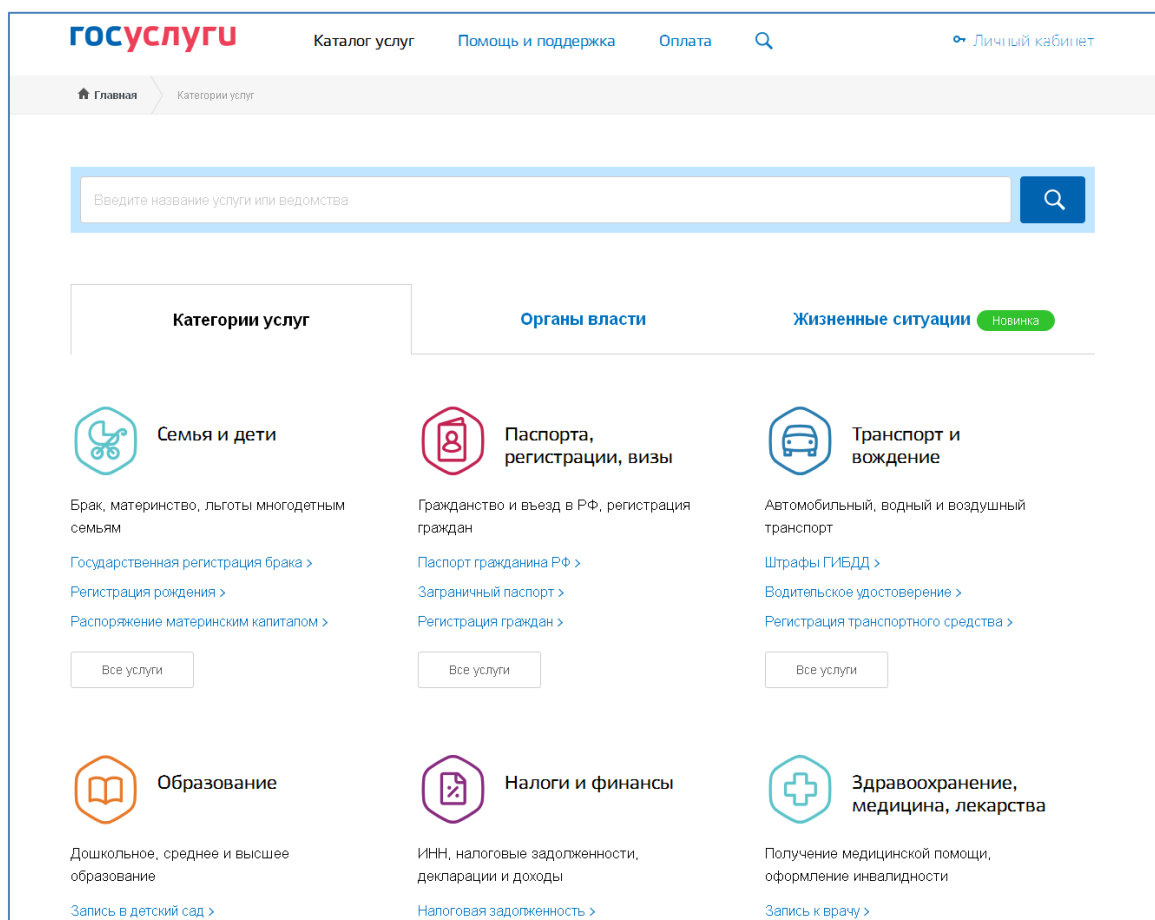 госуслуги
Каталог услуг Помощь и поддержка Оплата Личный кабинет
Главная Категории услуг
Введите название услуги или ведомства
Категории услуг Органы власти Жизненные ситуации Новинка
Семья и дети
Брак, материнство, льготы многодетным
семьям
Государственная регистрация брака >
Регистрация рождения >
Распоряжение материнским капиталом >
Все услуги
Паспорта,
регистрации, визы
Гражданство и въезд в РФ, регистрация
граждан
Паспорт гражданина РФ >
Заграничный паспорт >
Регистрация граждан >
Все услуги
Транспорт и
вождение
Автомобильный, водный и воздушный
транспорт
Штрафы ГИБДД >
Водительское удостоверение >
Регистрация транспортного средства >
Все услуги
Образование
Дошкольное, среднее и высшее
образование
Запись в детский сад >
Налоги и финансы
ИНН, налоговые задолженности,
декларации и доходы
Налоговая задолженность >
Здравоохранение,
медицина, лекарства
Получение медицинской помощи,
оформление инвалидности
Запись к врачу >